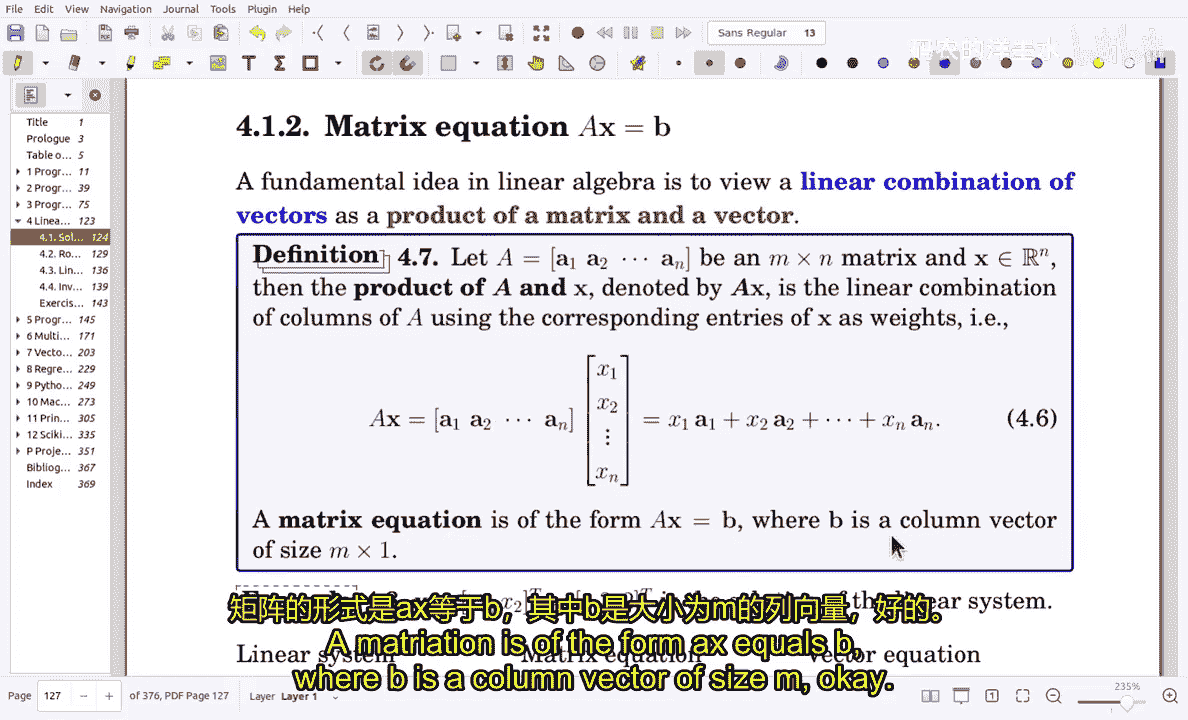 File Edit View Navigation Journal Tools Plugin Help
Sans Regular 13
Title 1
Prologue 3
Table o... 5
1 Progr... 11
2 Progr... 39
3 Progr... 75
4 Linea... 123
4.1. Sol... 124
4.2. Ro... 129
4.3. Lin... 136
4.4. Inv... 139
Exercis... 143
5 Progr... 145
6 Multi... 171
7 Vecto... 203
8 Regre... 229
9 Pytho... 249
10 Mac... 273
11 Prin... 305
12 Sciki... 335
P Proje... 351
Bibliog... 367
Index 369
4.1.2. Matrix equation Ax = b
A fundamental idea in linear algebra is to view a linear combination of
vectors as a product of a matrix and a vector.
Definition 4.7. Let A = [a₁ a₂ ⋯ aₙ] be an m × n matrix and x ∈ ℝⁿ,
then the product of A and x, denoted by Ax, is the linear combination
of columns of A using the corresponding entries of x as weights, i.e.,
Ax = [a₁ a₂ ⋯ aₙ] [x₁ x₂ ⋮ xₙ] = x₁ a₁ + x₂ a₂ + ⋯ + xₙ aₙ. (4.6)
A matrix equation is of the form Ax = b, where b is a column vector
of size m × 1.
linear system.
矩阵的形式是ax等于b，其中b是大小为m的列向量，好的。
Linear system Matrix equation Vector equation
A matriation is of the form ax equals b,
where b is a column vector of size m, okay.
Page 127 of 376, PDF Page 127 Layer Layer 1 235%